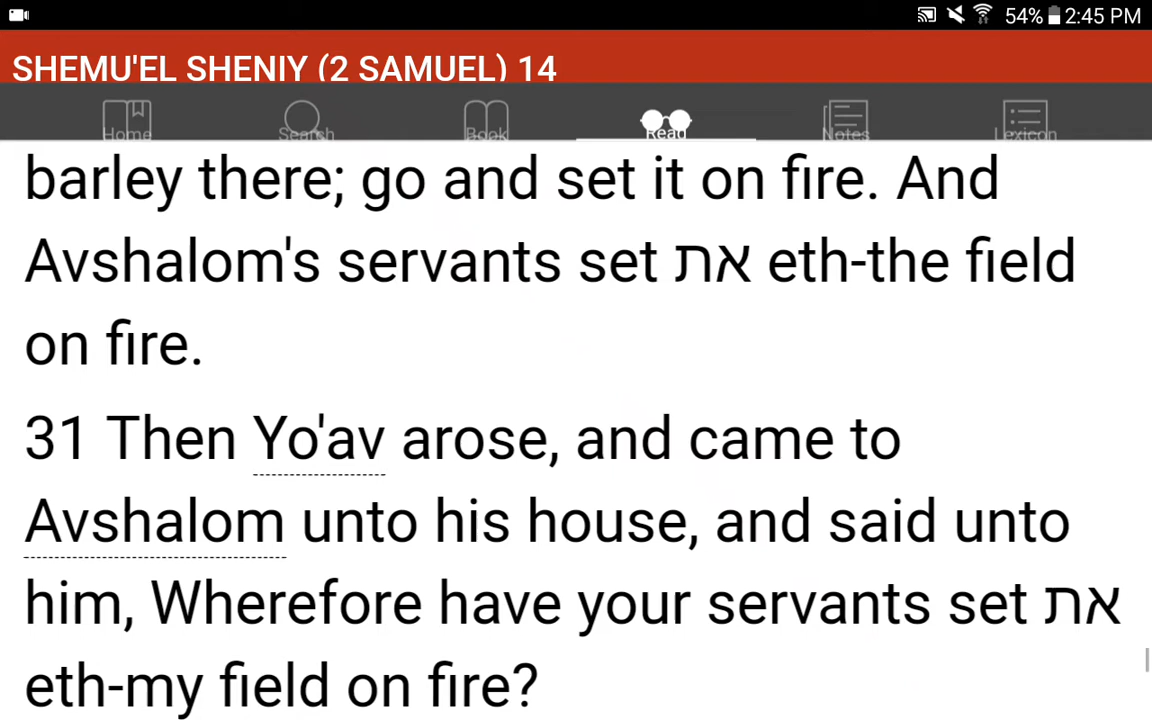 54% 2:45 PM
SHEMU'EL SHENIY (2 SAMUEL) 14
Home Search Book Read Notes Lexicon
barley there; go and set it on fire. And
Avshalom's servants set את eth-the field
on fire.
31 Then Yo'av arose, and came to
Avshalom unto his house, and said unto
him, Wherefore have your servants set את
eth-my field on fire?